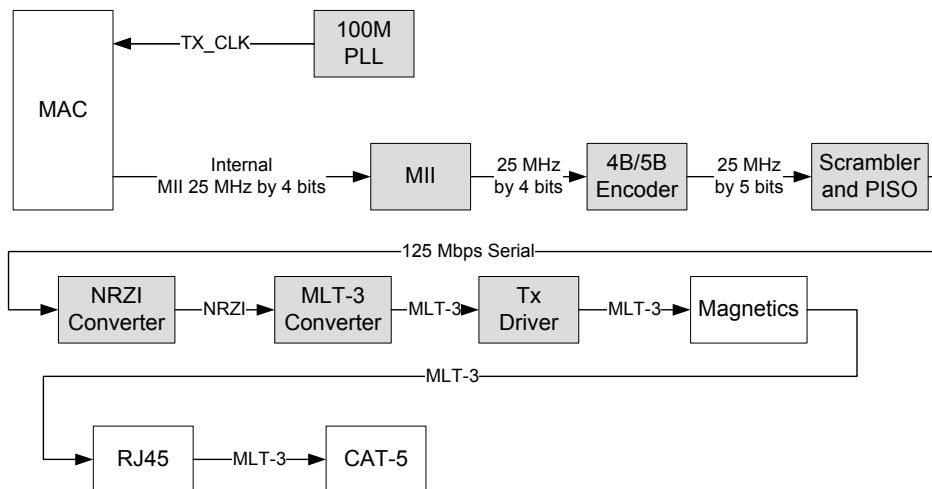 100M
PLL
TX_CLK
MAC
Internal
MII 25 MHz by 4 bits
MII
25 MHz
by 4 bits
4B/5B
Encoder
25 MHz
by 5 bits
Scrambler
and PISO
125 Mbps Serial
NRZI
Converter
NRZI
MLT-3
Converter
MLT-3
Tx
Driver
MLT-3
Magnetics
MLT-3
RJ45
MLT-3
CAT-5